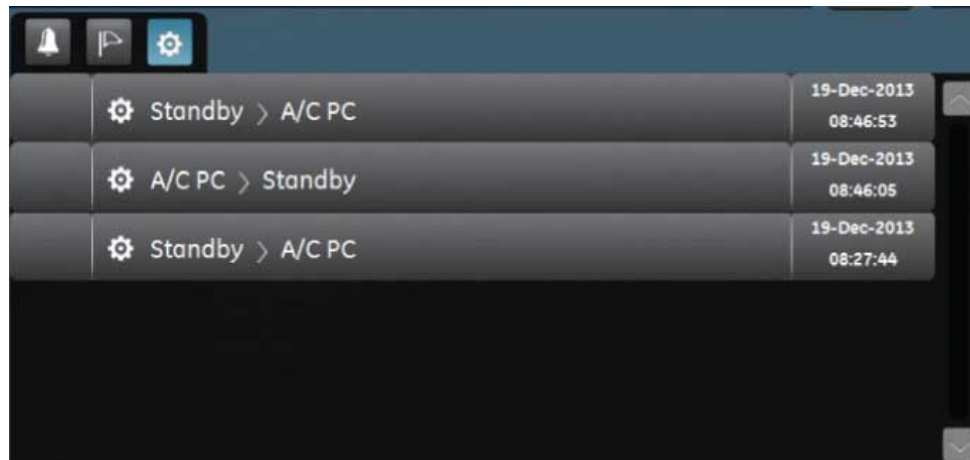 Standby > A/C PC
19-Dec-2013
08:46:53
A/C PC > Standby
19-Dec-2013
08:46:05
Standby > A/C PC
19-Dec-2013
08:27:44